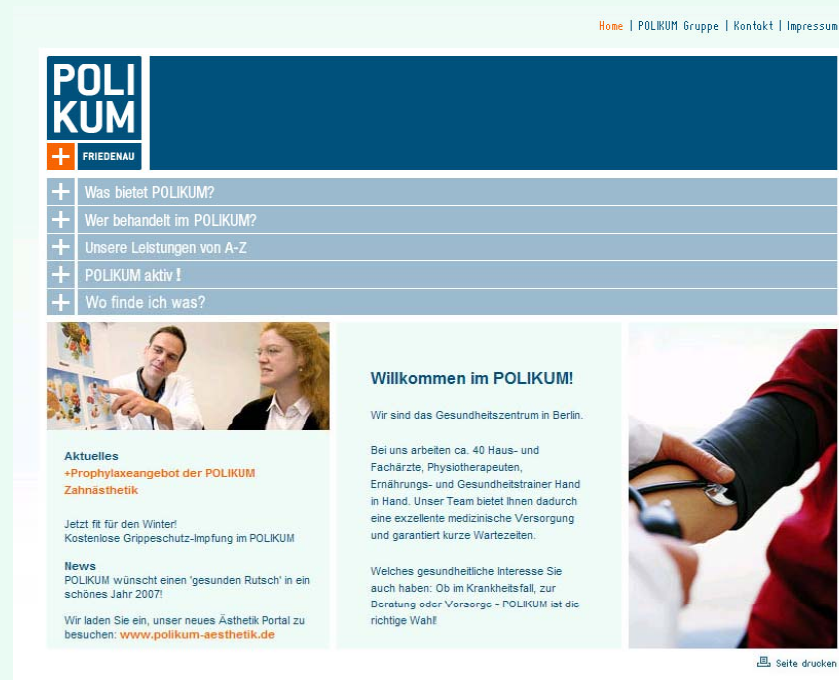 Home | POLIKUM Gruppe | Kontakt | Impressum
POLI
KUM
FRIEDENAU
Was bietet POLIKUM?
Wer behandelt im POLIKUM?
Unsere Leistungen von A-Z
POLIKUM aktiv !
Wo finde ich was?
Aktuelles
+Prophylaxeangebot der POLIKUM
Zahnästhetik
Jetzt fit für den Winter!
Kostenlose Grippeschutz-Impfung im POLIKUM
News
POLIKUM wünscht einen 'gesunden Rutsch' in ein
schönes Jahr 2007!
Wir laden Sie ein, unser neues Ästhetik Portal zu
besuchen: www.polikum-aesthetik.de
Willkommen im POLIKUM!
Wir sind das Gesundheitszentrum in Berlin.
Bei uns arbeiten ca. 40 Haus- und
Fachärzte, Physiotherapeuten,
Ernährungs- und Gesundheitstrainer Hand
in Hand. Unser Team bietet Ihnen dadurch
eine exzellente medizinische Versorgung
und garantiert kurze Wartezeiten.
Welches gesundheitliche Interesse Sie
auch haben: Ob im Krankheitsfall, zur
Beratung oder Vorsorge - POLIKUM ist die
richtige Wahl!
Seite drucken